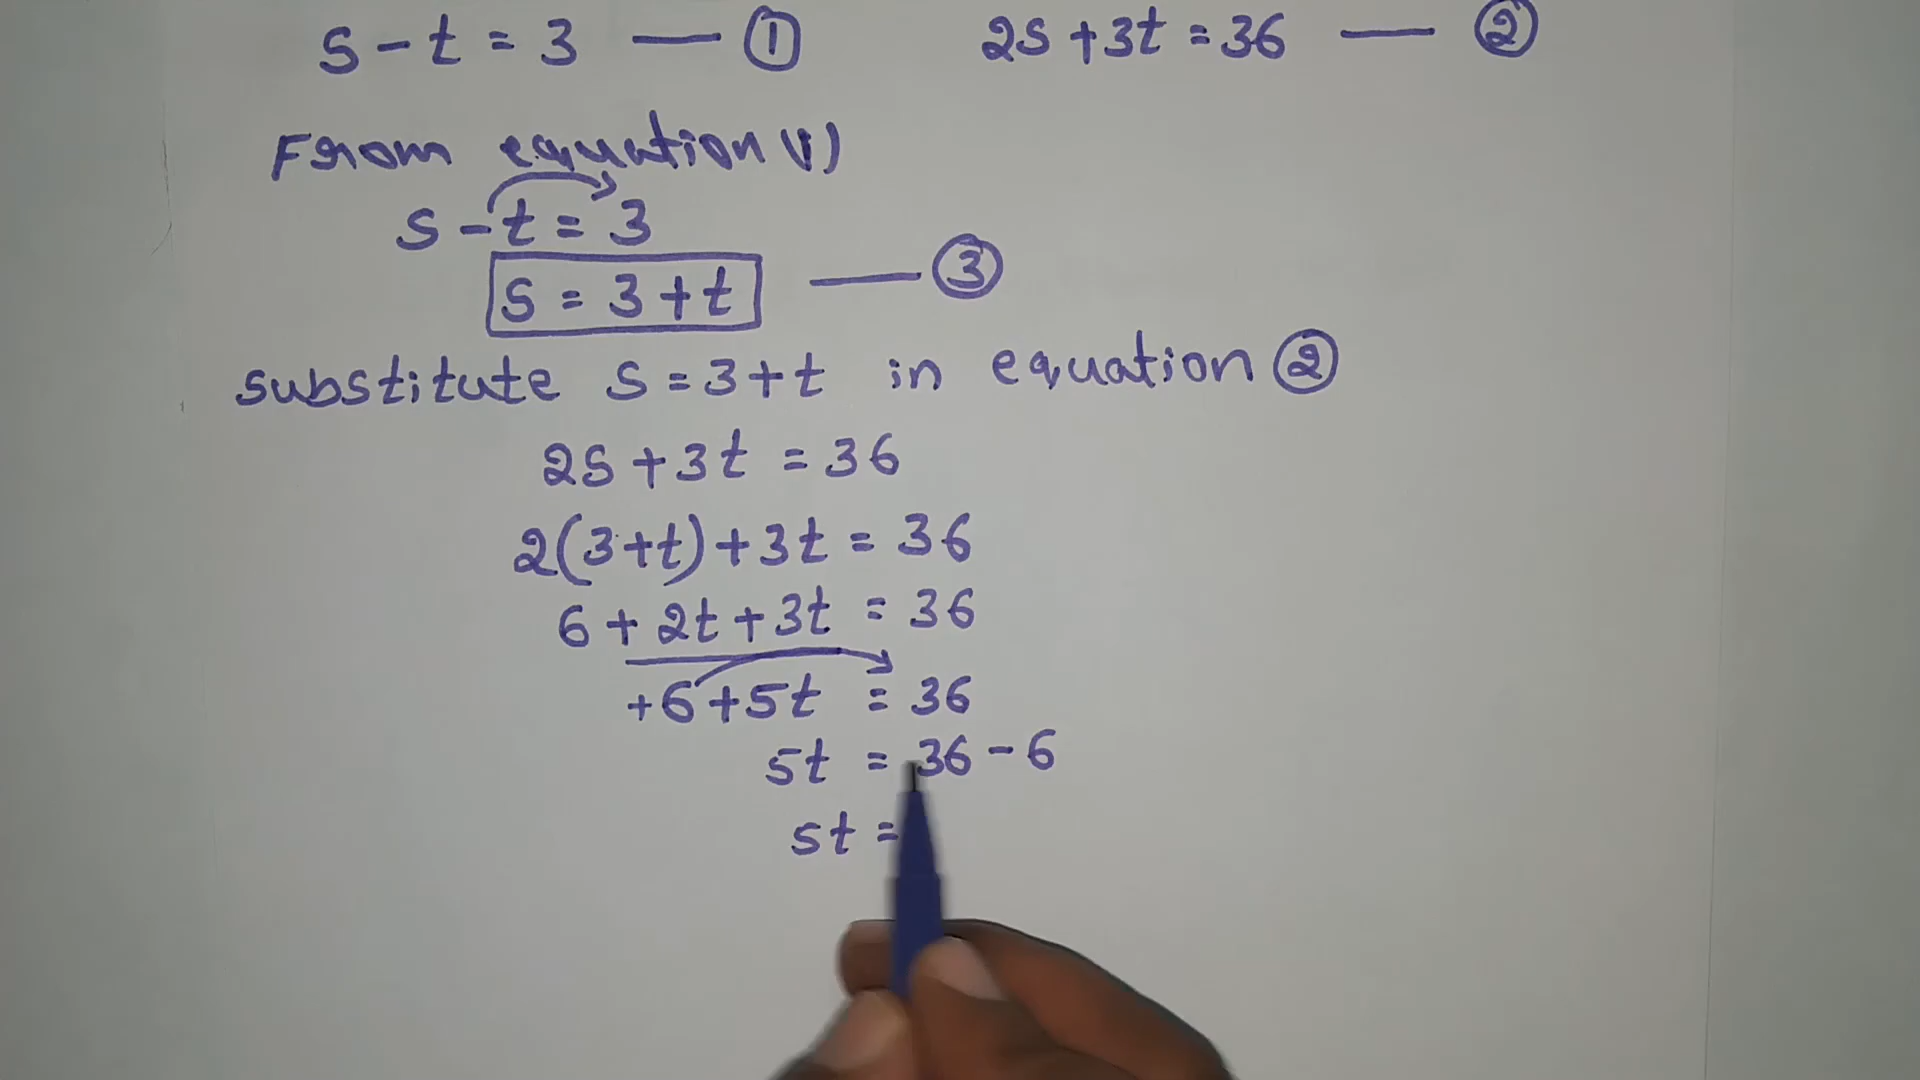 s - t = 3 — ① 2s + 3t = 36 — ②
From equation (1)
s - t = 3
s = 3 + t — ③
substitute s = 3 + t in equation ②
2s + 3t = 36
2(3+t) + 3t = 36
6 + 2t + 3t = 36
+6 + 5t = 36
5t = 36 - 6
5t =